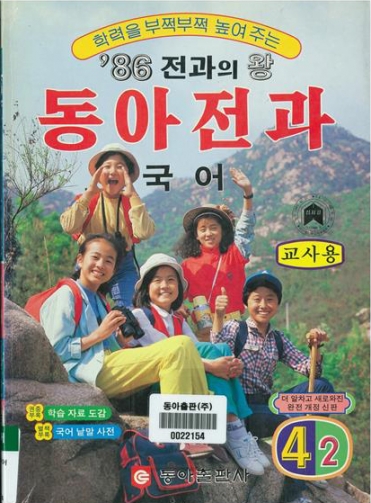 학력을 부쩍부쩍 높여 주는
'86 전과의 왕
동아전과
국어
교사용
더 알차고 새로와진
완전 개정 신판
4 2
학습 자료 도감
국어 낱말 사전
동아출판(주)
0022154
동아출판사